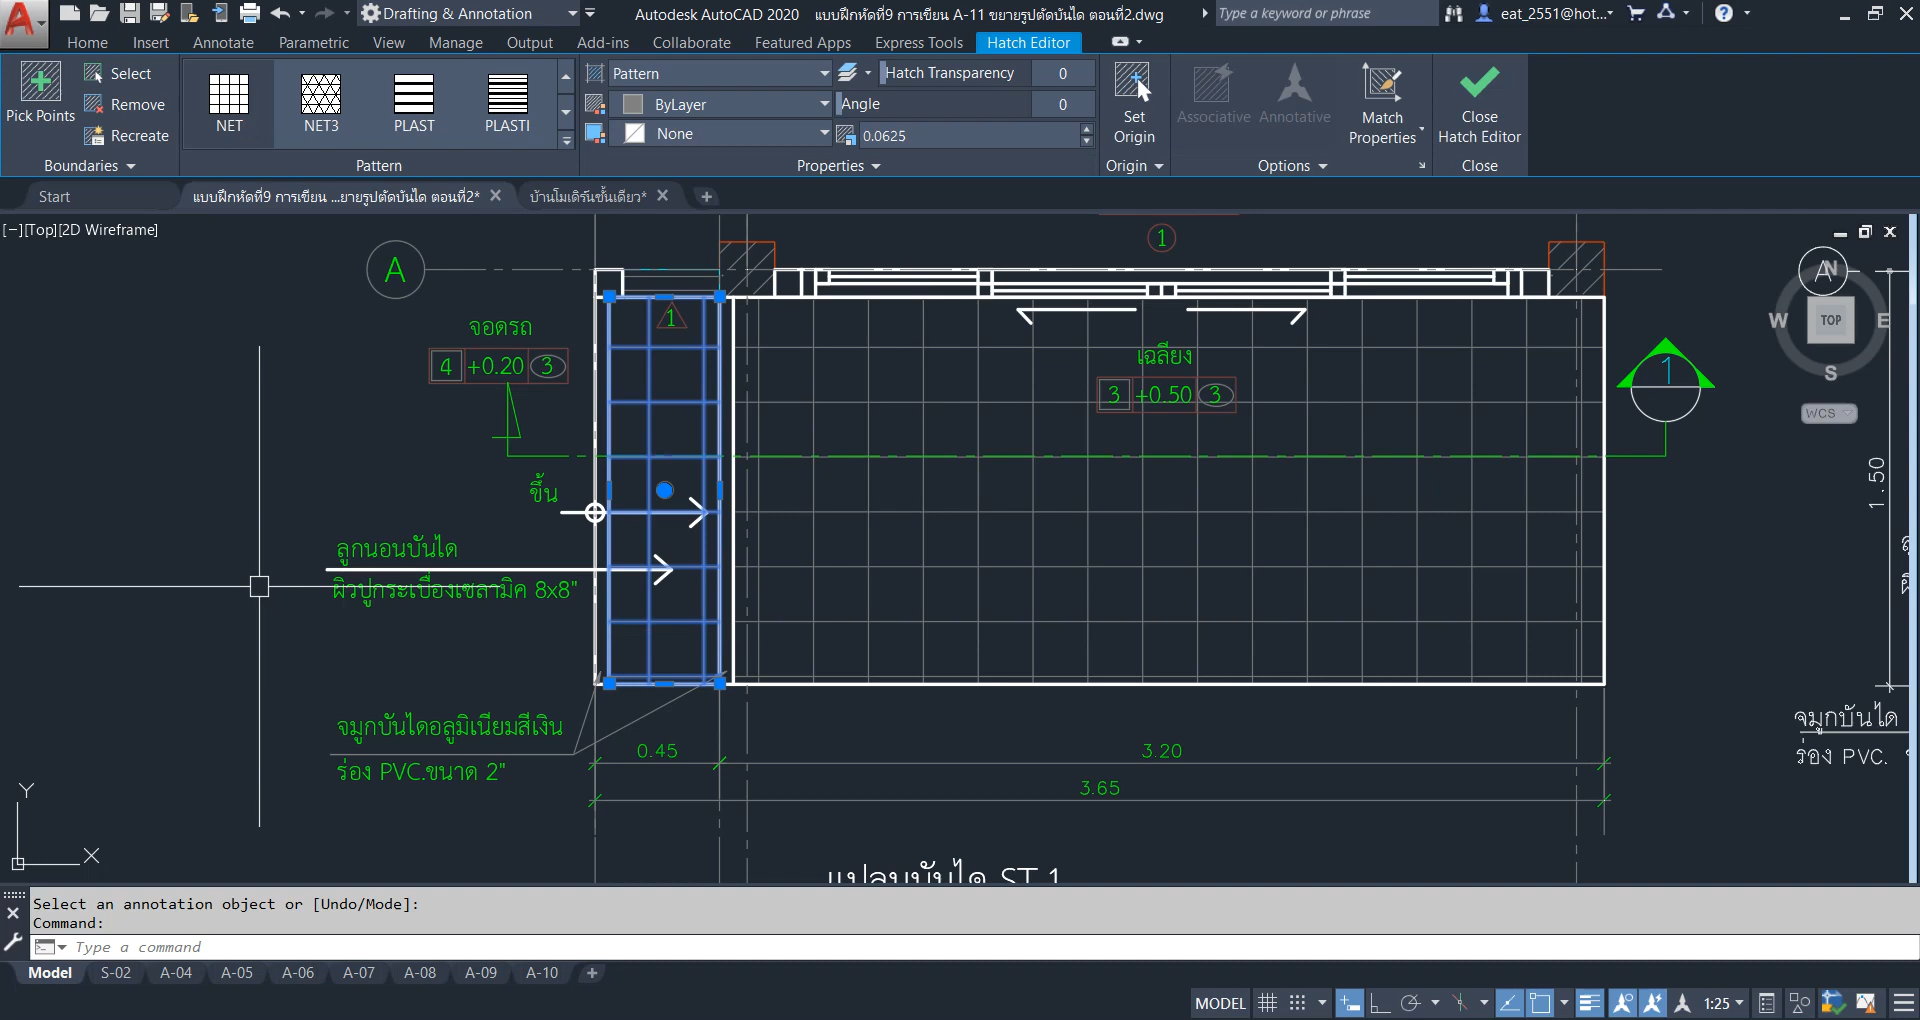 Drafting & Annotation
Autodesk AutoCAD 2020 แบบฝึกหัดที่9 การเขียน A-11 ขยายรูปตัดบันได ตอนที่2.dwg
Type a keyword or phrase
eat_2551@hot...
Home Insert Annotate Parametric View Manage Output Add-ins Collaborate Featured Apps Express Tools Hatch Editor
Pick Points
Select
Remove
Recreate
Boundaries
NET NET3 PLAST PLASTI
Pattern
Pattern
ByLayer
None
Hatch Transparency 0
Angle 0
0.0625
Properties
Set
Origin
Origin
Associative Annotative
Match
Properties
Options
Close
Hatch Editor
Close
Start
แบบฝึกหัดที่9 การเขียน ...ยายรูปตัดบันได ตอนที่2*
บ้านโมเดิร์นชั้นเดียว*
[−][Top][2D Wireframe]
A
1
A
N
W TOP E
S
WCS
จอดรถ
4 +0.20 3
1
เฉลียง
3 +0.50 3
1
1.50
ขึ้น
ลูกนอนบันได
ผิวปูกระเบื้องเซลามิค 8x8"
จมูกบันไดอลูมิเนียมสีเงิน
ร่อง PVC.ขนาด 2"
0.45
3.20
3.65
จมูกบันได
ร่อง PVC.
แปลนบันได ST 1
Y
X
Select an annotation object or [Undo/Mode]:
Command:
Type a command
Model S-02 A-04 A-05 A-06 A-07 A-08 A-09 A-10
MODEL
1:25